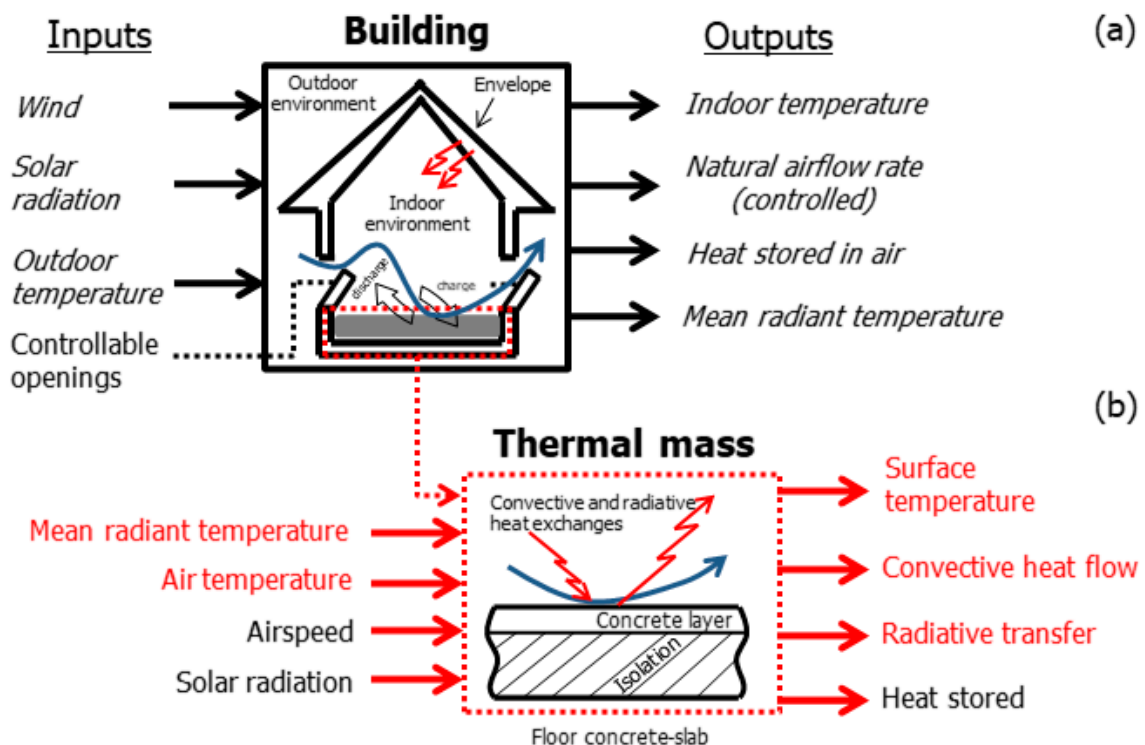 Inputs
Building
Outputs
(a)
Wind
Solar
radiation
Outdoor
temperature
Controllable
openings
Outdoor
environment
Envelope
Indoor
environment
discharge
charge
Indoor temperature
Natural airflow rate
(controlled)
Heat stored in air
Mean radiant temperature
(b)
Thermal mass
Mean radiant temperature
Air temperature
Airspeed
Solar radiation
Convective and radiative
heat exchanges
Concrete layer
Isolation
Floor concrete-slab
Surface
temperature
Convective heat flow
Radiative transfer
Heat stored